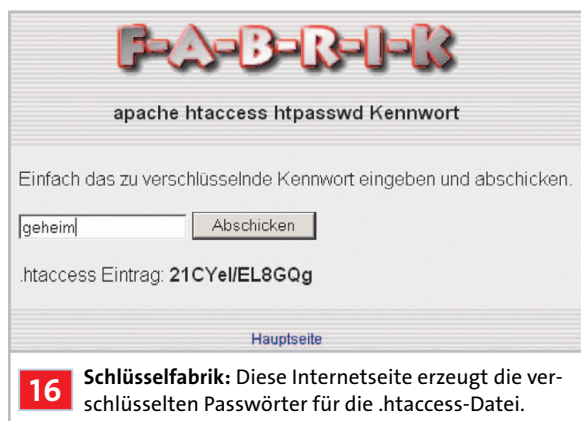 F-A-B-R-I-K
apache htaccess htpasswd Kennwort
Einfach das zu verschlüsselnde Kennwort eingeben und abschicken.
geheim
Abschicken
.htaccess Eintrag: 21CYel/EL8GQg
Hauptseite
16 Schlüsselfabrik: Diese Internetseite erzeugt die ver-
schlüsselten Passwörter für die .htaccess-Datei.